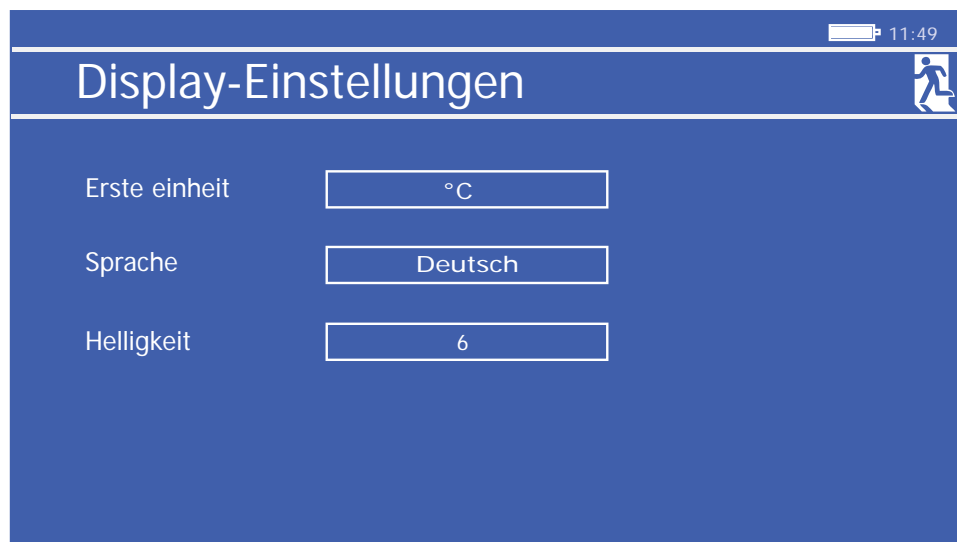 11:49
Display-Einstellungen
Erste einheit °C
Sprache Deutsch
Helligkeit 6